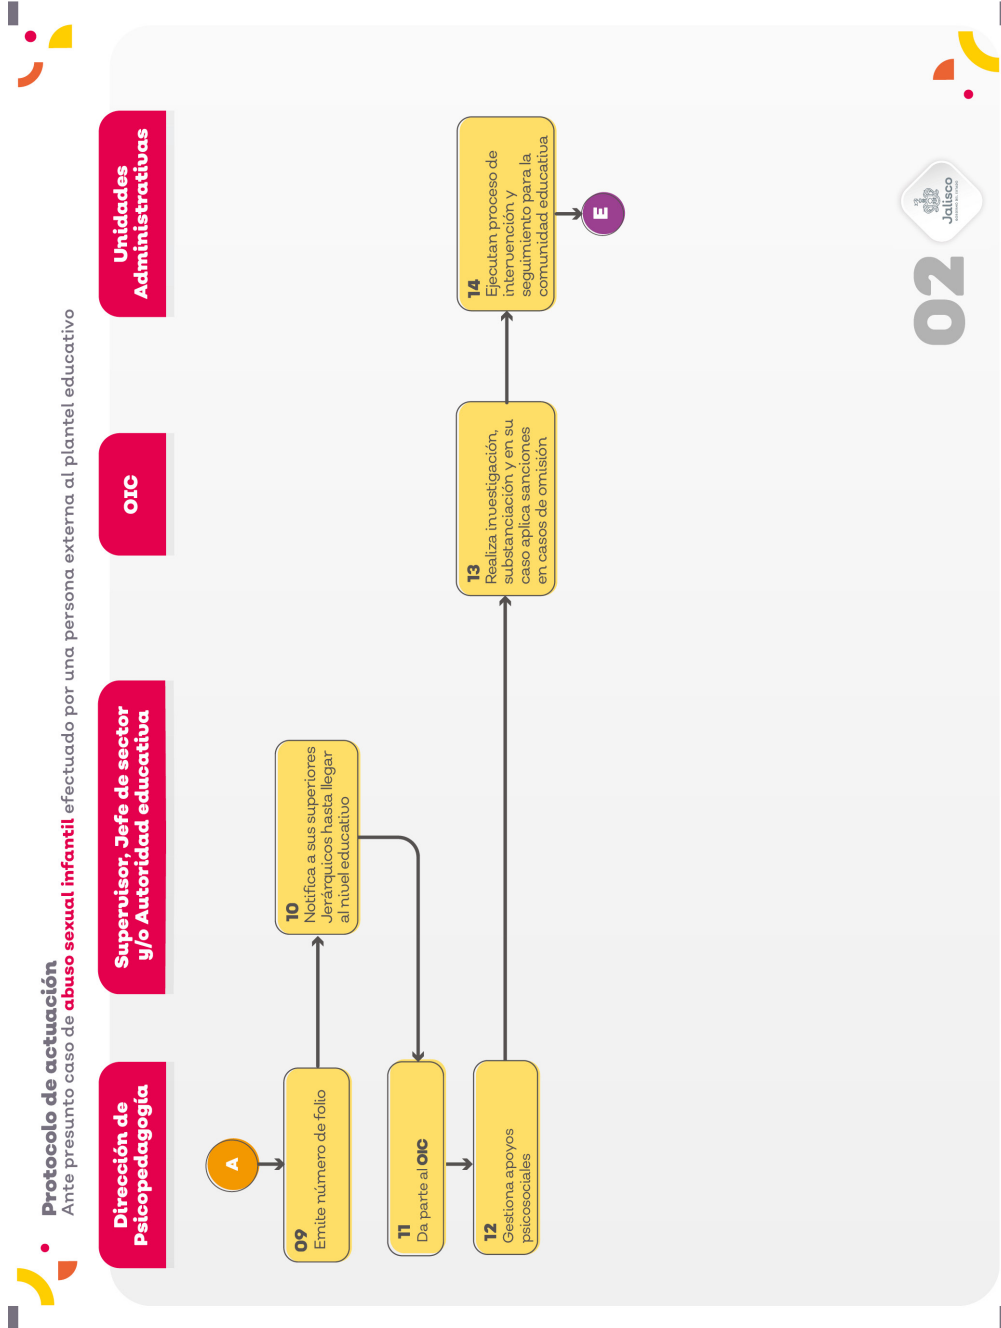 Protocolo de actuación
Ante presunto caso de abuso sexual infantil efectuado por una persona externa al plantel educativo
Dirección de
Psicopedagogía
Supervisor, Jefe de sector
y/o Autoridad educativa
OIC
Unidades
Administrativas
A
09
Emite número de folio
10
Notifica a sus superiores
Jerárquicos hasta llegar
al nivel educativo
11
Da parte al OIC
12
Gestiona apoyos
psicosociales
13
Realiza investigación,
substanciación y en su
caso aplica sanciones
en casos de omisión
14
Ejecutan proceso de
intervención y
seguimiento para la
comunidad educativa
E
02
Jalisco
GOBIERNO DEL ESTADO